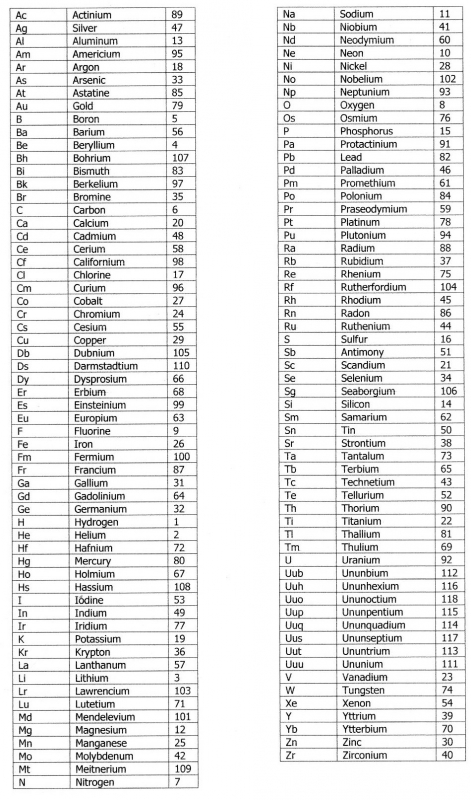 Ac Actinium 89
Ag Silver 47
Al Aluminum 13
Am Americium 95
Ar Argon 18
As Arsenic 33
At Astatine 85
Au Gold 79
B Boron 5
Ba Barium 56
Be Beryllium 4
Bh Bohrium 107
Bi Bismuth 83
Bk Berkelium 97
Br Bromine 35
C Carbon 6
Ca Calcium 20
Cd Cadmium 48
Ce Cerium 58
Cf Californium 98
Cl Chlorine 17
Cm Curium 96
Co Cobalt 27
Cr Chromium 24
Cs Cesium 55
Cu Copper 29
Db Dubnium 105
Ds Darmstadtium 110
Dy Dysprosium 66
Er Erbium 68
Es Einsteinium 99
Eu Europium 63
F Fluorine 9
Fe Iron 26
Fm Fermium 100
Fr Francium 87
Ga Gallium 31
Gd Gadolinium 64
Ge Germanium 32
H Hydrogen 1
He Helium 2
Hf Hafnium 72
Hg Mercury 80
Ho Holmium 67
Hs Hassium 108
I Iodine 53
In Indium 49
Ir Iridium 77
K Potassium 19
Kr Krypton 36
La Lanthanum 57
Li Lithium 3
Lr Lawrencium 103
Lu Lutetium 71
Md Mendelevium 101
Mg Magnesium 12
Mn Manganese 25
Mo Molybdenum 42
Mt Meitnerium 109
N Nitrogen 7
Na Sodium 11
Nb Niobium 41
Nd Neodymium 60
Ne Neon 10
Ni Nickel 28
No Nobelium 102
Np Neptunium 93
O Oxygen 8
Os Osmium 76
P Phosphorus 15
Pa Protactinium 91
Pb Lead 82
Pd Palladium 46
Pm Promethium 61
Po Polonium 84
Pr Praseodymium 59
Pt Platinum 78
Pu Plutonium 94
Ra Radium 88
Rb Rubidium 37
Re Rhenium 75
Rf Rutherfordium 104
Rh Rhodium 45
Rn Radon 86
Ru Ruthenium 44
S Sulfur 16
Sb Antimony 51
Sc Scandium 21
Se Selenium 34
Sg Seaborgium 106
Si Silicon 14
Sm Samarium 62
Sn Tin 50
Sr Strontium 38
Ta Tantalum 73
Tb Terbium 65
Tc Technetium 43
Te Tellurium 52
Th Thorium 90
Ti Titanium 22
Tl Thallium 81
Tm Thulium 69
U Uranium 92
Uub Ununbium 112
Uuh Ununhexium 116
Uuo Ununoctium 118
Uup Ununpentium 115
Uuq Ununquadium 114
Uus Ununseptium 117
Uut Ununtrium 113
Uuu Ununium 111
V Vanadium 23
W Tungsten 74
Xe Xenon 54
Y Yttrium 39
Yb Ytterbium 70
Zn Zinc 30
Zr Zirconium 40